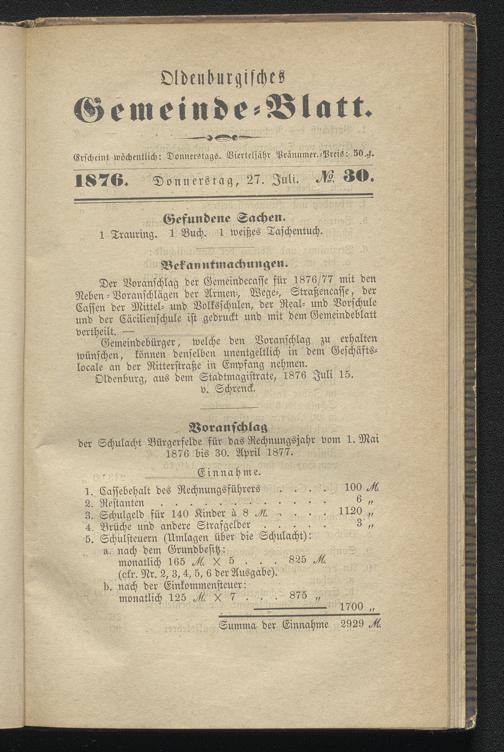 Oldenburgisches
Gemeinde-Blatt.
Erscheint wöchentlich: Donnerstags. Vierteljähr Pränumer.-Preis: 50 ₰.
1876. Donnerstag, 27. Juli. № 30.
Gefundene Sachen.
1 Trauring. 1 Buch. 1 weißes Taschentuch.
Bekanntmachungen.
Der Voranschlag der Gemeindecasse für 1876/77 mit den
Neben-Voranschlägen der Armen-, Wege-, Straßencasse, der
Cassen der Mittel- und Volksschulen, der Real- und Vorschule
und der Cäcilienschule ist gedruckt und mit dem Gemeindeblatt
vertheilt. —
Gemeindebürger, welche den Voranschlag zu erhalten
wünschen, können denselben unentgeltlich in dem Geschäfts-
locale an der Ritterstraße in Empfang nehmen.
Oldenburg, aus dem Stadtmagistrate, 1876 Juli 15.
v. Schrenck.
Voranschlag
der Schulacht Bürgerfelde für das Rechnungsjahr vom 1. Mai
1876 bis 30. April 1877.
Einnahme.
1. Cassebehalt des Rechnungsführers . . . . 100 ℳ.
2. Restanten . . . . . . . . . . 6 „
3. Schulgeld für 140 Kinder à 8 ℳ. . . . . 1120 „
4. Brüche und andere Strafgelder . . . . . 3 „
5. Schulsteuern (Umlagen über die Schulacht):
a. nach dem Grundbesitz:
monatlich 165 ℳ. × 5 . . . 825 ℳ.
(cfr. Nr. 2, 3, 4, 5, 6 der Ausgabe).
b. nach der Einkommensteuer:
monatlich 125 ℳ. × 7 . . . 875 „
1700 „
Summa der Einnahme 2929 ℳ.